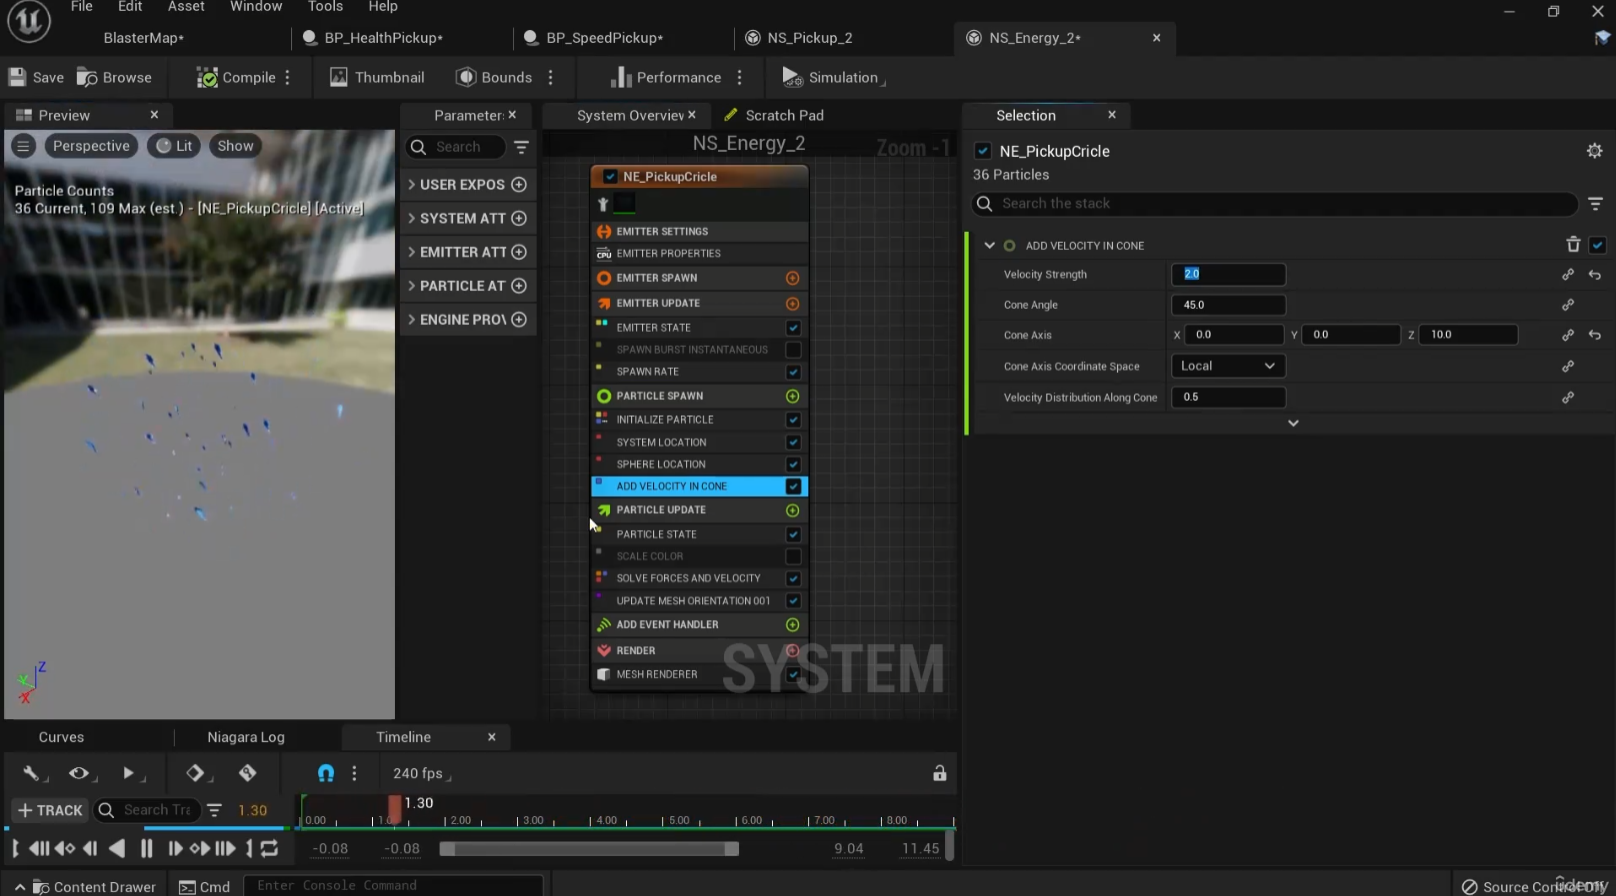 File Edit Asset Window Tools Help
BlasterMap* BP_HealthPickup* BP_SpeedPickup* NS_Pickup_2 NS_Energy_2*
Save Browse Compile Thumbnail Bounds Performance Simulation
Preview Parameter: System Overview Scratch Pad Selection
Perspective Lit Show
Particle Counts
36 Current, 109 Max (est.) - [NE_PickupCricle] [Active]
Z
Y
X
Search
USER EXPOS
SYSTEM ATT
EMITTER ATT
PARTICLE AT
ENGINE PRO
NS_Energy_2
Zoom -1
NE_PickupCricle
EMITTER SETTINGS
CPU EMITTER PROPERTIES
EMITTER SPAWN
EMITTER UPDATE
EMITTER STATE
SPAWN BURST INSTANTANEOUS
SPAWN RATE
PARTICLE SPAWN
INITIALIZE PARTICLE
SYSTEM LOCATION
SPHERE LOCATION
ADD VELOCITY IN CONE
PARTICLE UPDATE
PARTICLE STATE
SCALE COLOR
SOLVE FORCES AND VELOCITY
UPDATE MESH ORIENTATION 001
ADD EVENT HANDLER
RENDER
MESH RENDERER
SYSTEM
NE_PickupCricle
36 Particles
Search the stack
ADD VELOCITY IN CONE
Velocity Strength 2.0
Cone Angle 45.0
Cone Axis X 0.0 Y 0.0 Z 10.0
Cone Axis Coordinate Space Local
Velocity Distribution Along Cone 0.5
Curves Niagara Log Timeline
240 fps
+ TRACK Search Tra 1.30
1.30
0.00 1.0 2.00 3.00 4.00 5.00 6.00 7.00 8.00
-0.08 -0.08 9.04 11.45
Content Drawer Cmd Enter Console Command Source Control Off
udemy